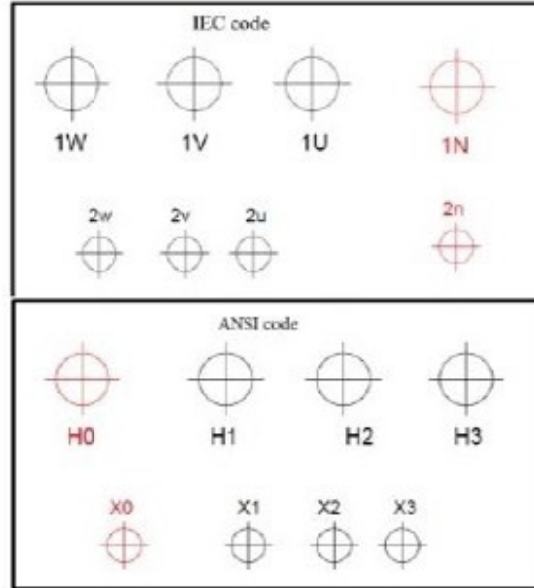 IEC code
1W 1V 1U 1N
2w 2v 2u 2n
ANSI code
H0 H1 H2 H3
X0 X1 X2 X3